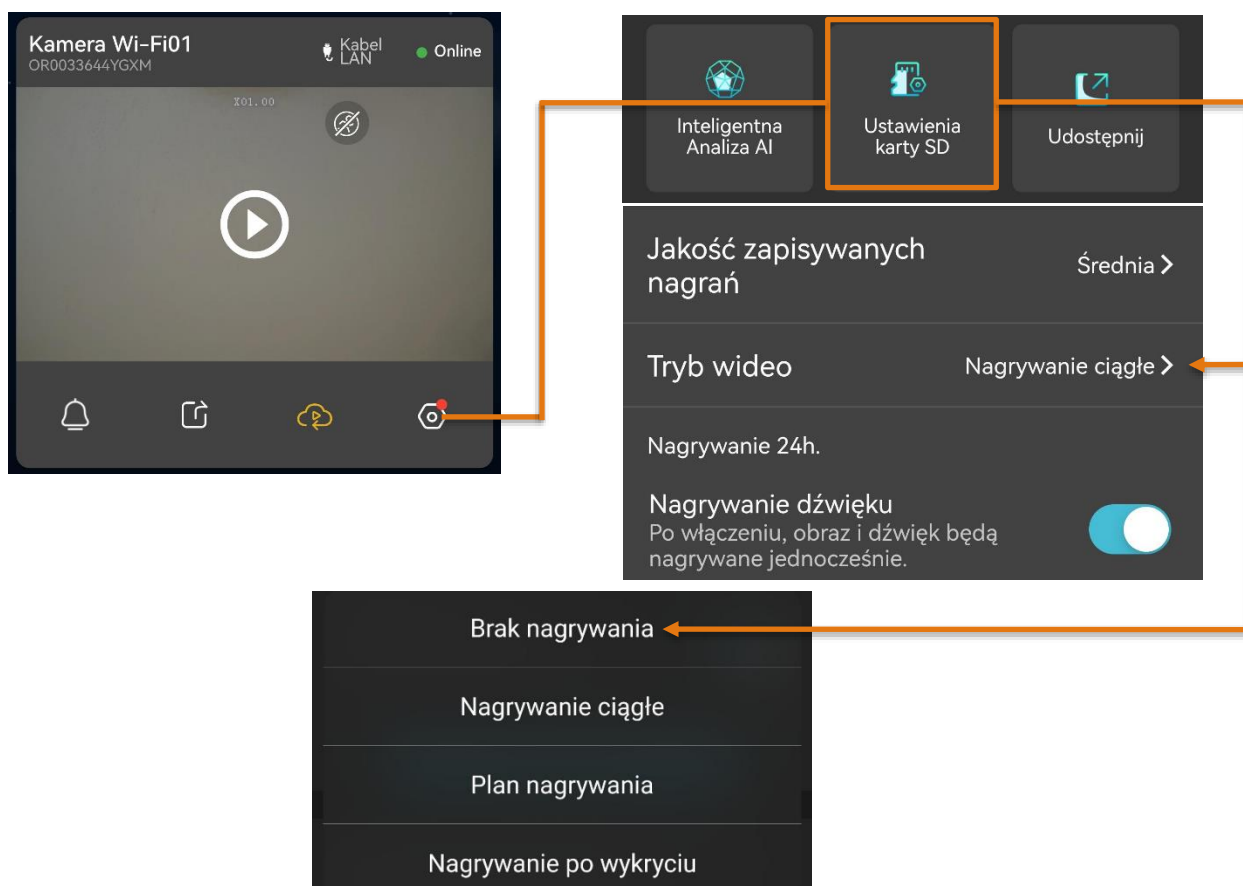 Kamera Wi-Fi01
OR0033644YGXM
Kabel
LAN
Online
X01.00
Inteligentna
Analiza AI
Ustawienia
karty SD
Udostępnij
Jakość zapisywanych
nagrań
Średnia
Tryb wideo
Nagrywanie ciągłe
Nagrywanie 24h.
Nagrywanie dźwięku
Po włączeniu, obraz i dźwięk będą
nagrywane jednocześnie.
Brak nagrywania
Nagrywanie ciągłe
Plan nagrywania
Nagrywanie po wykryciu